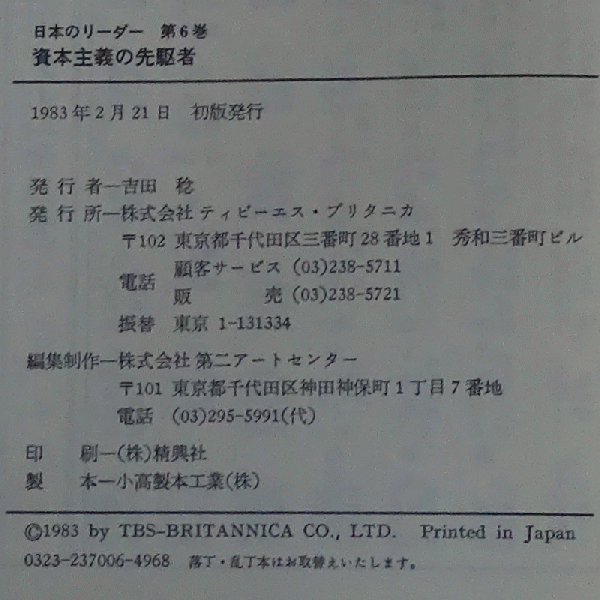 日本のリーダー 第6巻
資本主義の先駆者
1983年2月21日 初版発行
発行者―吉田 稔
発行所―株式会社 ティビーエス・ブリタニカ
〒102 東京都千代田区三番町28番地1 秀和三番町ビル
電話 顧客サービス (03)238-5711
販 売 (03)238-5721
振替 東京 1-131334
編集制作―株式会社 第二アートセンター
〒101 東京都千代田区神田神保町1丁目7番地
電話 (03)295-5991(代)
印 刷―(株)精興社
製 本―小高製本工業(株)
©1983 by TBS-BRITANNICA CO., LTD. Printed in Japan
0323-237006-4968 落丁・乱丁本はお取替えいたします。